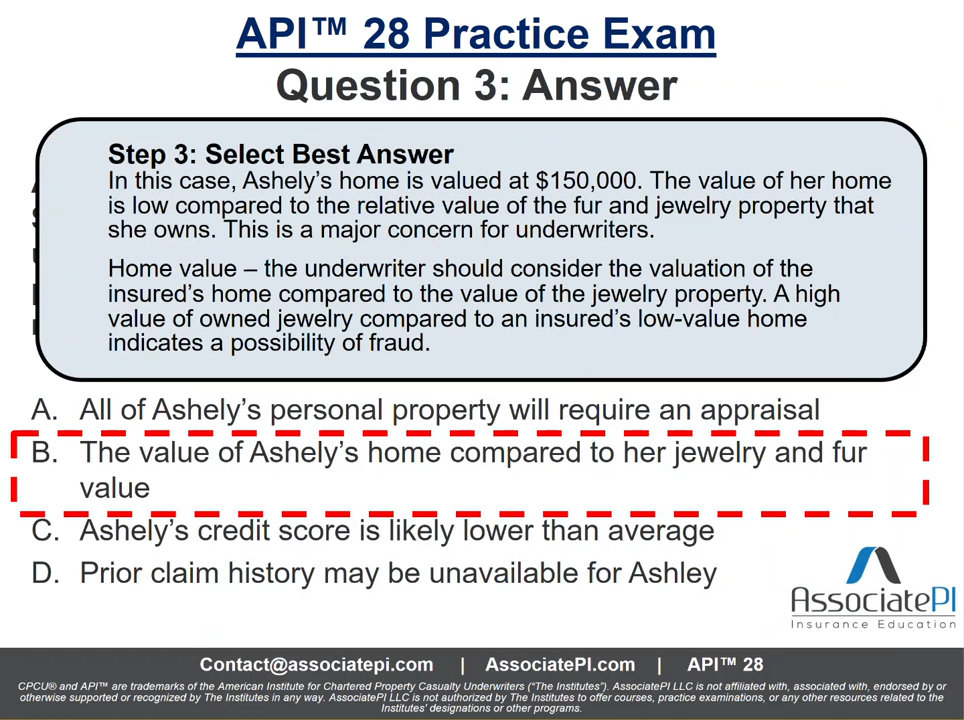 API™ 28 Practice Exam
Question 3: Answer
Step 3: Select Best Answer
In this case, Ashely’s home is valued at $150,000. The value of her home
is low compared to the relative value of the fur and jewelry property that
she owns. This is a major concern for underwriters.
Home value – the underwriter should consider the valuation of the
insured’s home compared to the value of the jewelry property. A high
value of owned jewelry compared to an insured’s low-value home
indicates a possibility of fraud.
A. All of Ashely’s personal property will require an appraisal
B. The value of Ashely’s home compared to her jewelry and fur
value
C. Ashely’s credit score is likely lower than average
D. Prior claim history may be unavailable for Ashley
AssociatePI
Insurance Education
Contact@associatepi.com | AssociatePI.com | API™ 28
CPCU® and API™ are trademarks of the American Institute for Chartered Property Casualty Underwriters (“The Institutes”). AssociatePI LLC is not affiliated with, associated with, endorsed by or
otherwise supported or recognized by The Institutes in any way. AssociatePI LLC is not authorized by The Institutes to offer courses, practice examinations, or any other resources related to the
Institutes' designations or other programs.